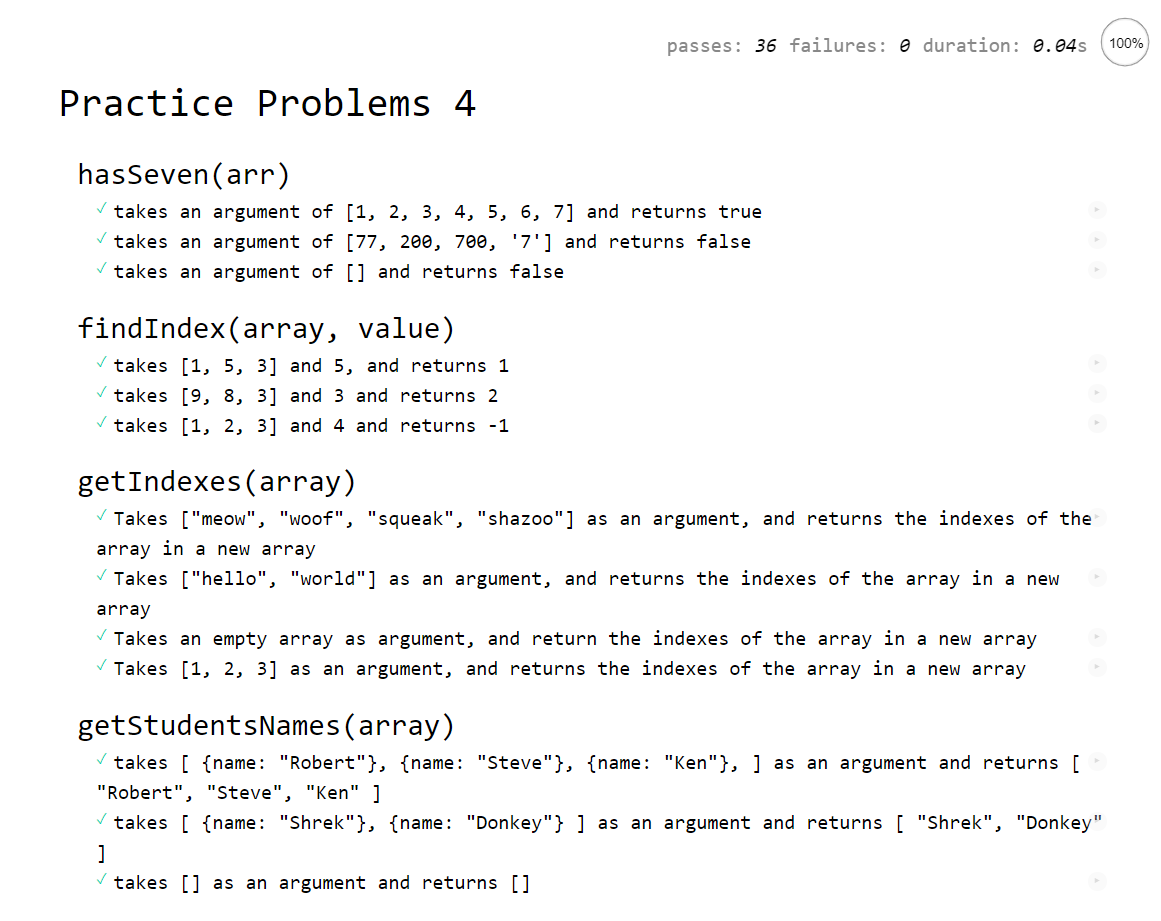 passes: 36 failures: 0 duration: 0.04s 100%
Practice Problems 4
hasSeven(arr)
✓ takes an argument of [1, 2, 3, 4, 5, 6, 7] and returns true
✓ takes an argument of [77, 200, 700, '7'] and returns false
✓ takes an argument of [] and returns false
findIndex(array, value)
✓ takes [1, 5, 3] and 5, and returns 1
✓ takes [9, 8, 3] and 3 and returns 2
✓ takes [1, 2, 3] and 4 and returns -1
getIndexes(array)
✓ Takes ["meow", "woof", "squeak", "shazoo"] as an argument, and returns the indexes of the
array in a new array
✓ Takes ["hello", "world"] as an argument, and returns the indexes of the array in a new
array
✓ Takes an empty array as argument, and return the indexes of the array in a new array
✓ Takes [1, 2, 3] as an argument, and returns the indexes of the array in a new array
getStudentsNames(array)
✓ takes [ {name: "Robert"}, {name: "Steve"}, {name: "Ken"}, ] as an argument and returns [
"Robert", "Steve", "Ken" ]
✓ takes [ {name: "Shrek"}, {name: "Donkey"} ] as an argument and returns [ "Shrek", "Donkey"
]
✓ takes [] as an argument and returns []